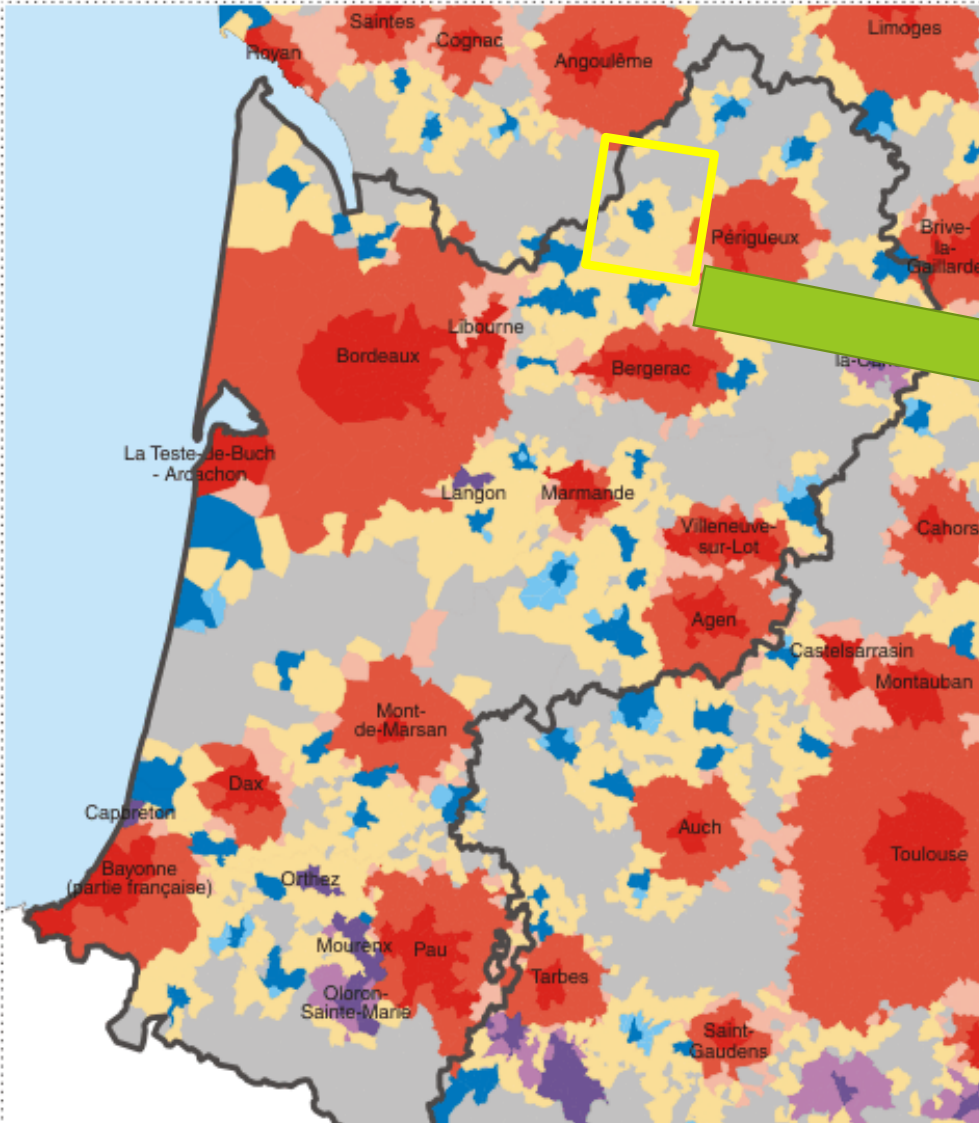 Saintes
Cognac
Limoges
Royan
Angoulême
Périgueux
Brive-
la-
Gaillarde
Libourne
Bordeaux
Bergerac
La Teste-de-Buch
- Arcachon
Langon
Marmande
Villeneuve-
sur-Lot
Cahors
Agen
Castelsarrasin
Montauban
Mont-
de-Marsan
Dax
Capbreton
Auch
Toulouse
Bayonne
(partie française)
Orthez
Mourenx
Pau
Tarbes
Oloron-
Sainte-Marie
Saint-
Gaudens